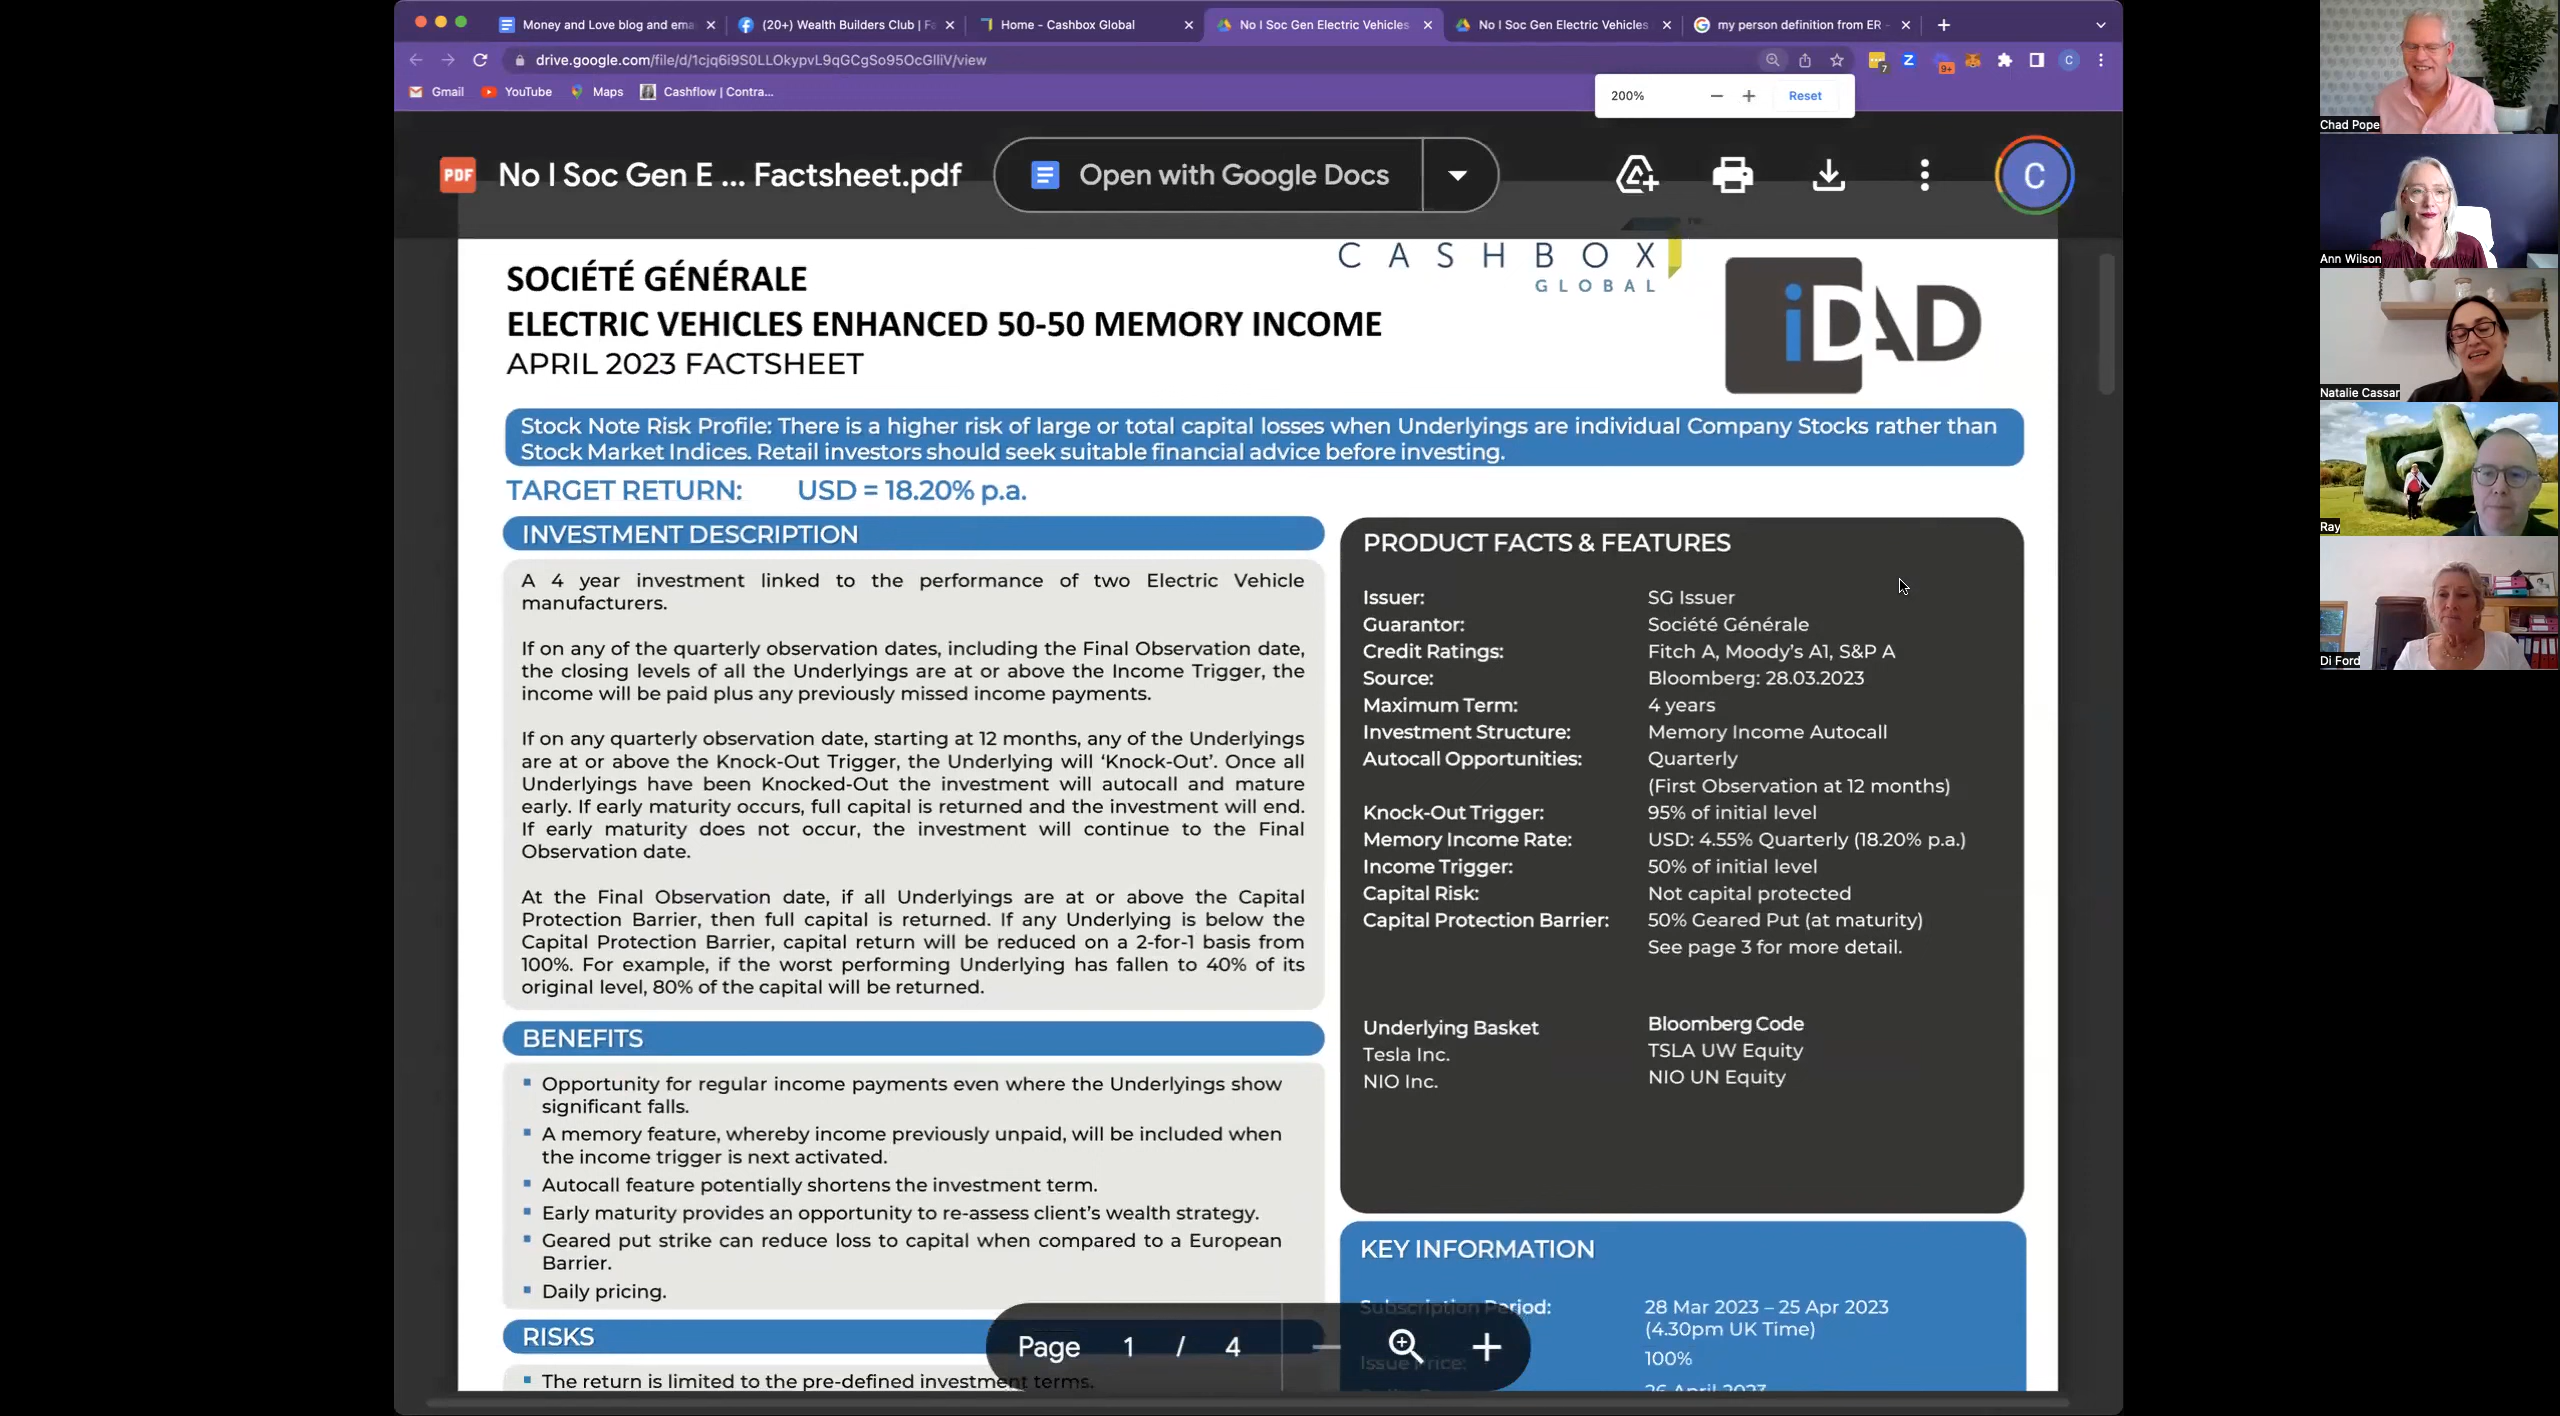 Money and Love blog and ema
(20+) Wealth Builders Club | F
Home - Cashbox Global
No I Soc Gen Electric Vehicles
No I Soc Gen Electric Vehicles
my person definition from ER -
drive.google.com/file/d/1cjq6i9S0LLOkypvL9qGCgSo95OcGlliV/view
7
Z
9+
C
Gmail
YouTube
Maps
Cashflow | Contra...
200%
Reset
PDF
No I Soc Gen E ... Factsheet.pdf
Open with Google Docs
C
SOCIÉTÉ GÉNÉRALE
ELECTRIC VEHICLES ENHANCED 50-50 MEMORY INCOME
APRIL 2023 FACTSHEET
CASHBOX
GLOBAL
iDAD
Stock Note Risk Profile: There is a higher risk of large or total capital losses when Underlyings are individual Company Stocks rather than
Stock Market Indices. Retail investors should seek suitable financial advice before investing.
TARGET RETURN: USD = 18.20% p.a.
INVESTMENT DESCRIPTION
A 4 year investment linked to the performance of two Electric Vehicle
manufacturers.
If on any of the quarterly observation dates, including the Final Observation date,
the closing levels of all the Underlyings are at or above the Income Trigger, the
income will be paid plus any previously missed income payments.
If on any quarterly observation date, starting at 12 months, any of the Underlyings
are at or above the Knock-Out Trigger, the Underlying will ‘Knock-Out’. Once all
Underlyings have been Knocked-Out the investment will autocall and mature
early. If early maturity occurs, full capital is returned and the investment will end.
If early maturity does not occur, the investment will continue to the Final
Observation date.
At the Final Observation date, if all Underlyings are at or above the Capital
Protection Barrier, then full capital is returned. If any Underlying is below the
Capital Protection Barrier, capital return will be reduced on a 2-for-1 basis from
100%. For example, if the worst performing Underlying has fallen to 40% of its
original level, 80% of the capital will be returned.
BENEFITS
Opportunity for regular income payments even where the Underlyings show
significant falls.
A memory feature, whereby income previously unpaid, will be included when
the income trigger is next activated.
Autocall feature potentially shortens the investment term.
Early maturity provides an opportunity to re-assess client’s wealth strategy.
Geared put strike can reduce loss to capital when compared to a European
Barrier.
Daily pricing.
RISKS
The return is limited to the pre-defined investment terms.
PRODUCT FACTS & FEATURES
Issuer: SG Issuer
Guarantor: Société Générale
Credit Ratings: Fitch A, Moody’s A1, S&P A
Source: Bloomberg: 28.03.2023
Maximum Term: 4 years
Investment Structure: Memory Income Autocall
Autocall Opportunities: Quarterly
(First Observation at 12 months)
Knock-Out Trigger: 95% of initial level
Memory Income Rate: USD: 4.55% Quarterly (18.20% p.a.)
Income Trigger: 50% of initial level
Capital Risk: Not capital protected
Capital Protection Barrier: 50% Geared Put (at maturity)
See page 3 for more detail.
Underlying Basket Bloomberg Code
Tesla Inc. TSLA UW Equity
NIO Inc. NIO UN Equity
KEY INFORMATION
Subscription Period: 28 Mar 2023 – 25 Apr 2023
(4.30pm UK Time)
Issue Price: 100%
26 April 2023
Page 1 / 4
Chad Pope
Ann Wilson
Natalie Cassar
Ray
Di Ford